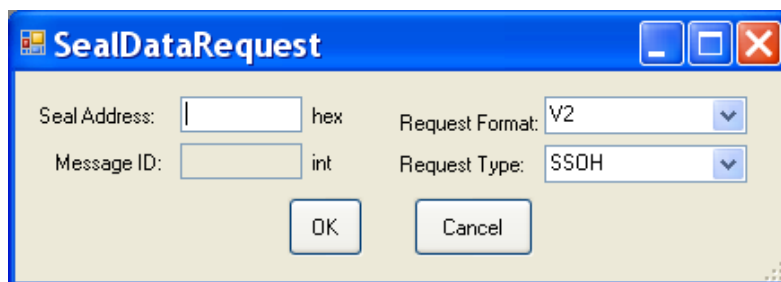 SealDataRequest
Seal Address: hex Request Format: V2
Message ID: int Request Type: SSOH
OK Cancel